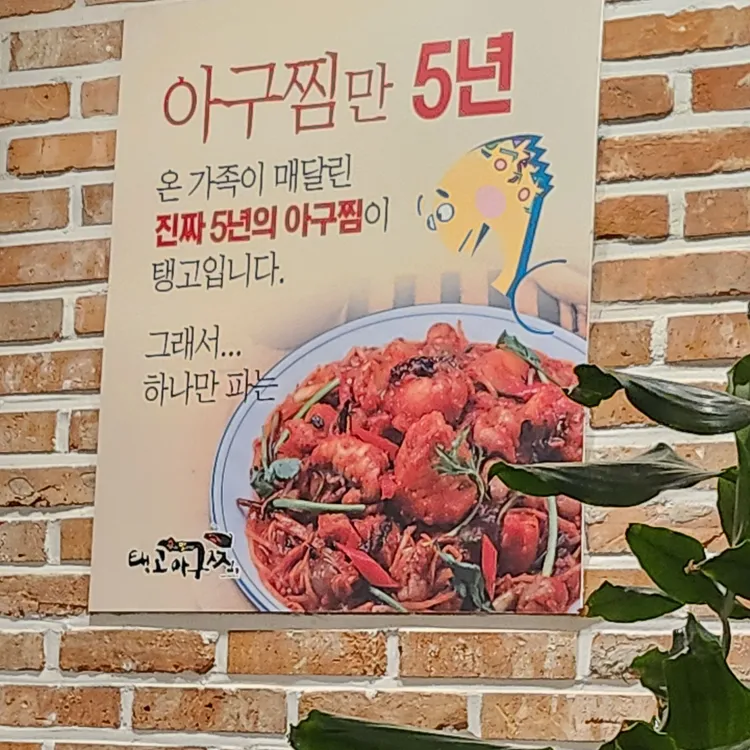 아구찜만 5년
온 가족이 매달린
진짜 5년의 아구찜이
탱고입니다.
그래서...
하나만 파는
탱고아구찜